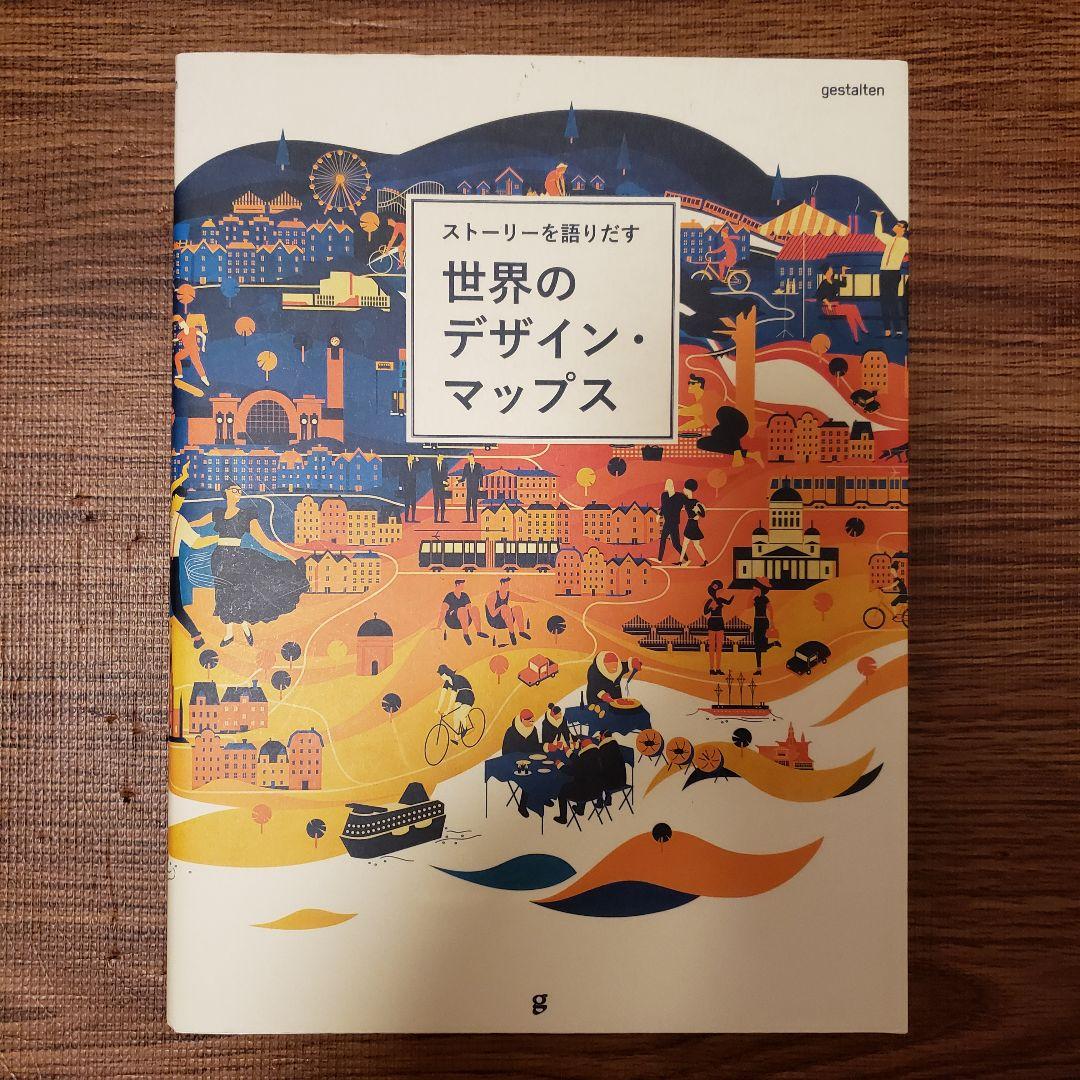 gestalten
ストーリーを語りだす
世界の
デザイン・
マップス
g